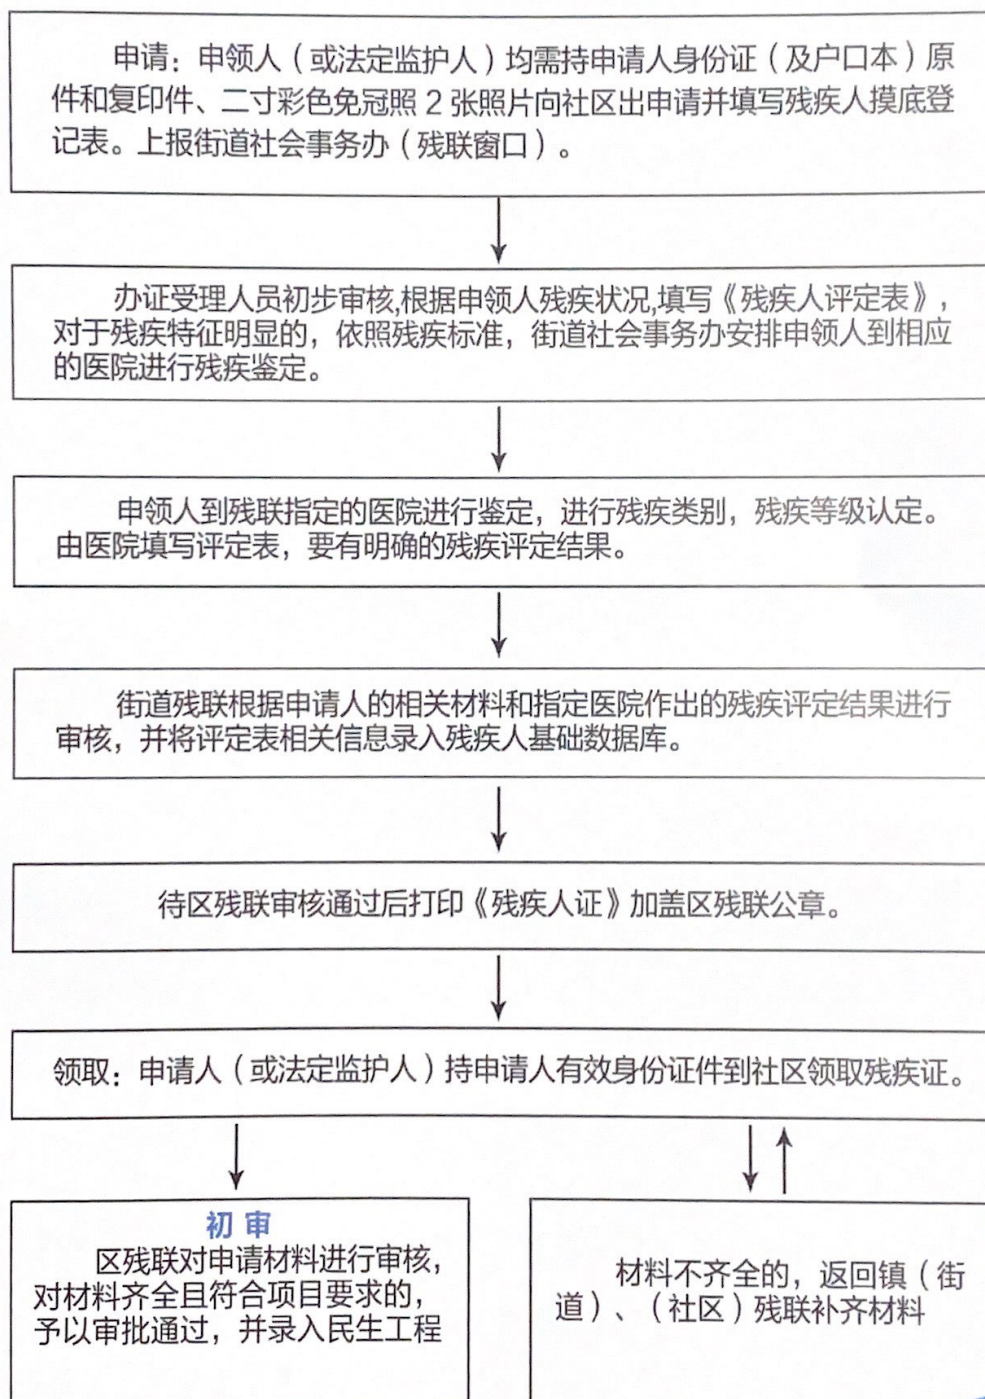 申请：申领人（或法定监护人）均需持申请人身份证（及户口本）原
件和复印件、二寸彩色免冠照 2 张照片向社区出申请并填写残疾人摸底登
记表。上报街道社会事务办（残联窗口）。
办证受理人员初步审核,根据申领人残疾状况,填写《残疾人评定表》，
对于残疾特征明显的，依照残疾标准，街道社会事务办安排申领人到相应
的医院进行残疾鉴定。
申领人到残联指定的医院进行鉴定，进行残疾类别，残疾等级认定。
由医院填写评定表，要有明确的残疾评定结果。
街道残联根据申请人的相关材料和指定医院作出的残疾评定结果进行
审核，并将评定表相关信息录入残疾人基础数据库。
待区残联审核通过后打印《残疾人证》加盖区残联公章。
领取：申请人（或法定监护人）持申请人有效身份证件到社区领取残疾证。
初 审
区残联对申请材料进行审核，
对材料齐全且符合项目要求的，
予以审批通过，并录入民生工程
材料不齐全的，返回镇（街
道）、（社区）残联补齐材料